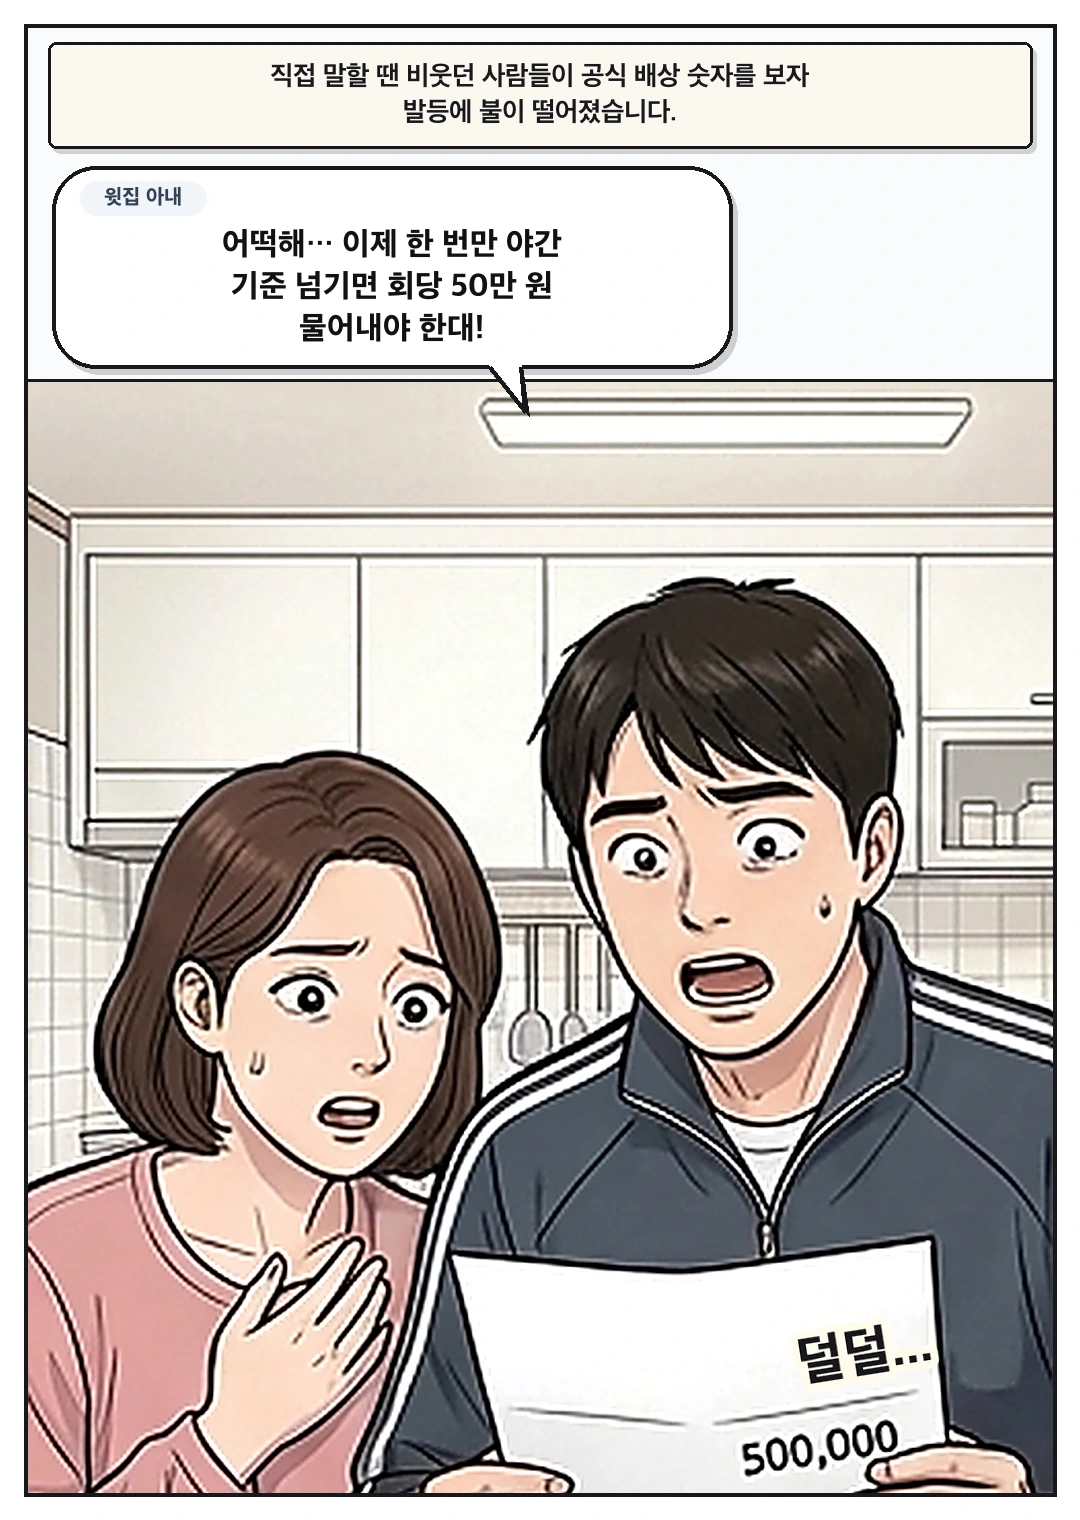 직접 말할 땐 비웃던 사람들이 공식 배상 숫자를 보자
발등에 불이 떨어졌습니다.
윗집 아내
어떡해… 이제 한 번만 야간
기준 넘기면 회당 50만 원
물어내야 한대!
덜덜...
500,000